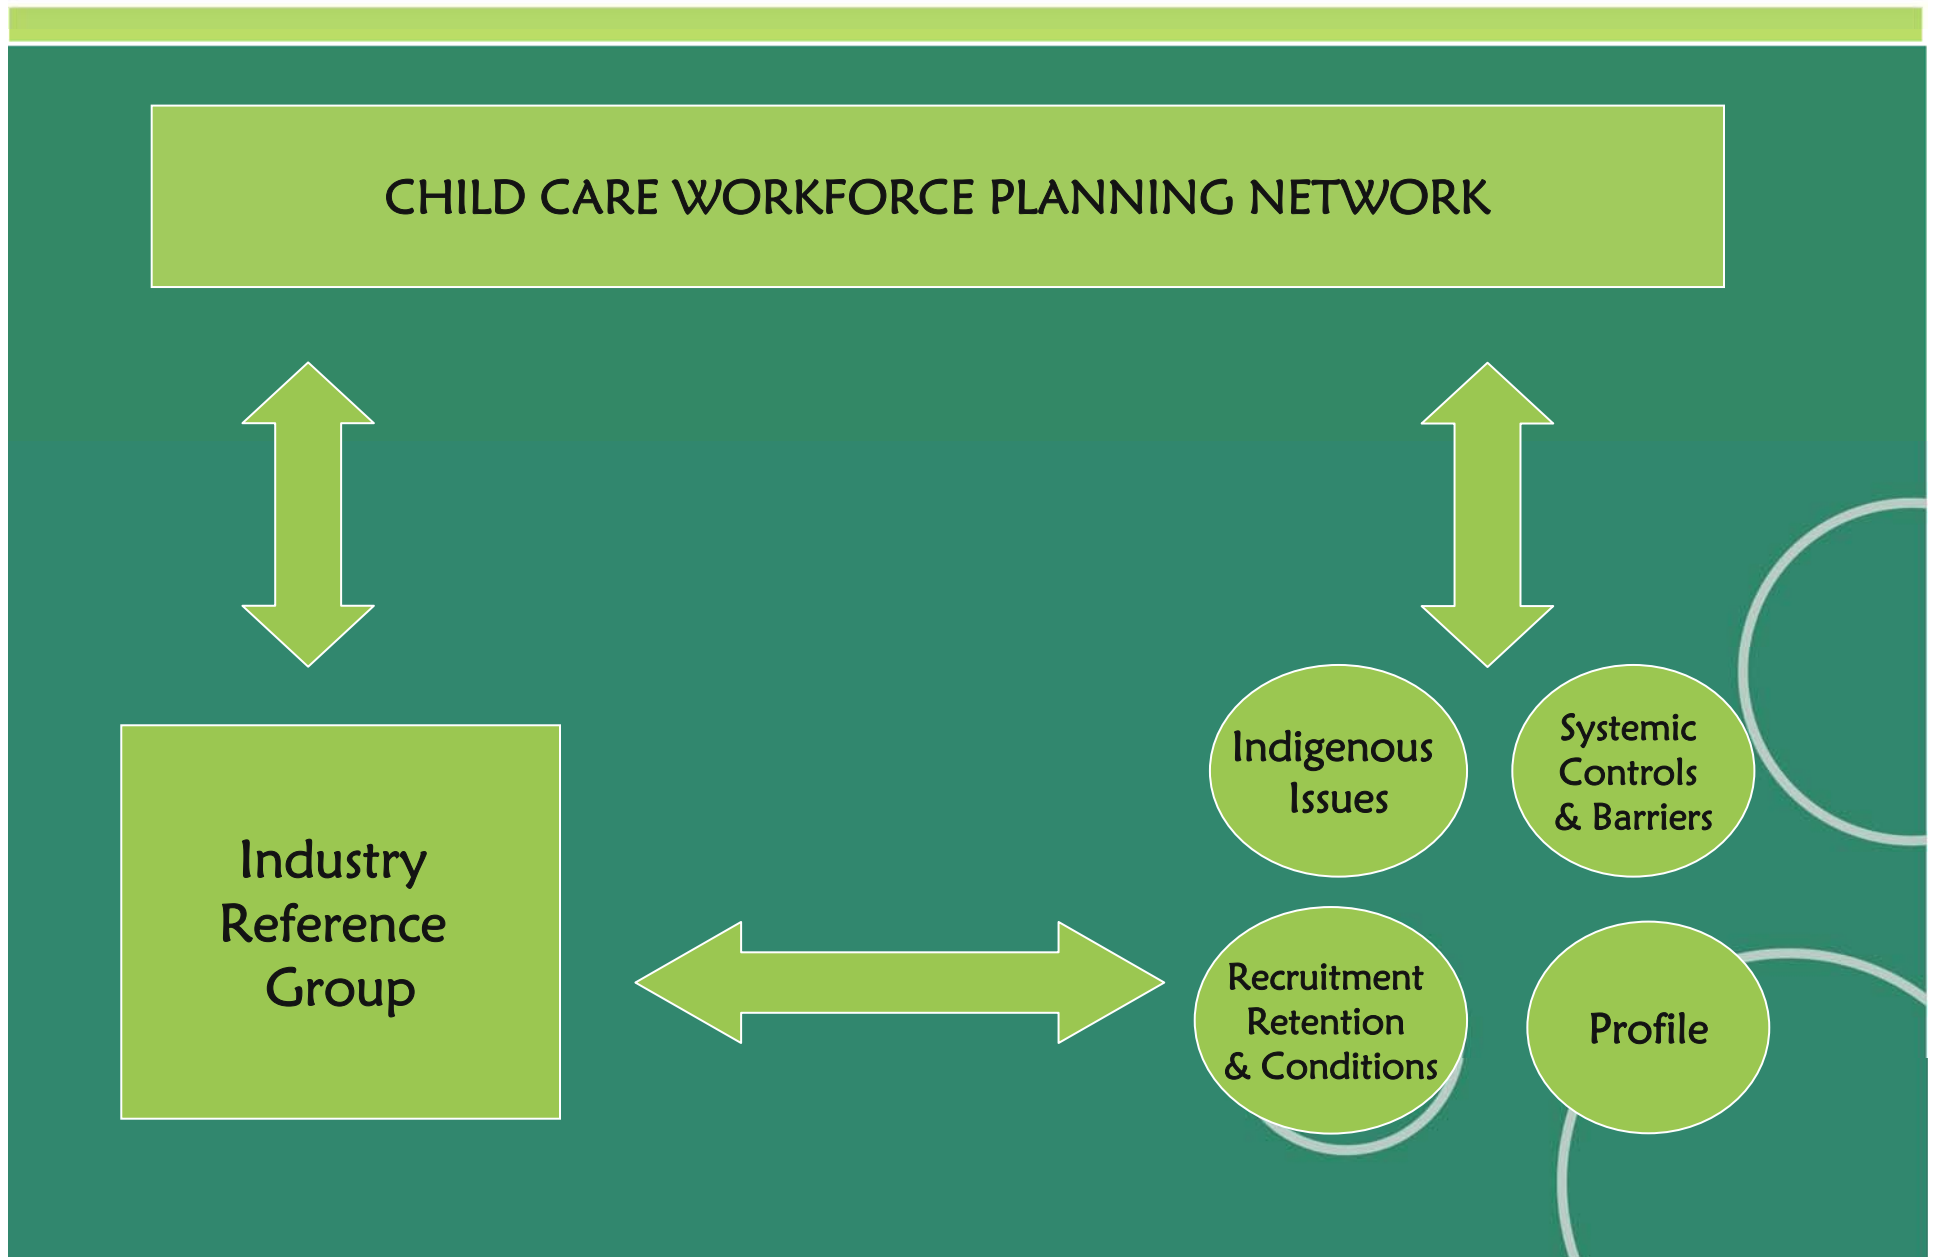 CHILD CARE WORKFORCE PLANNING NETWORK
Industry
Reference
Group
Indigenous
Issues
Systemic
Controls
& Barriers
Recruitment
Retention
& Conditions
Profile